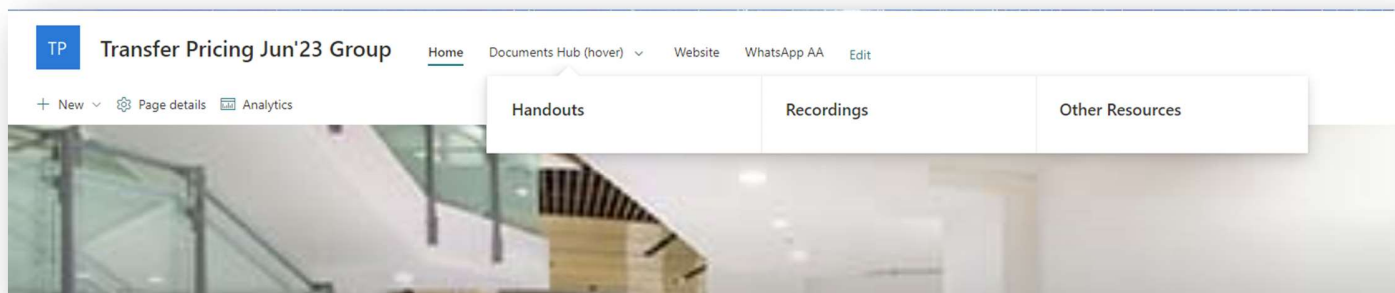 TP Transfer Pricing Jun'23 Group Home Documents Hub (hover) Website WhatsApp AA Edit
+ New Page details Analytics
Handouts Recordings Other Resources